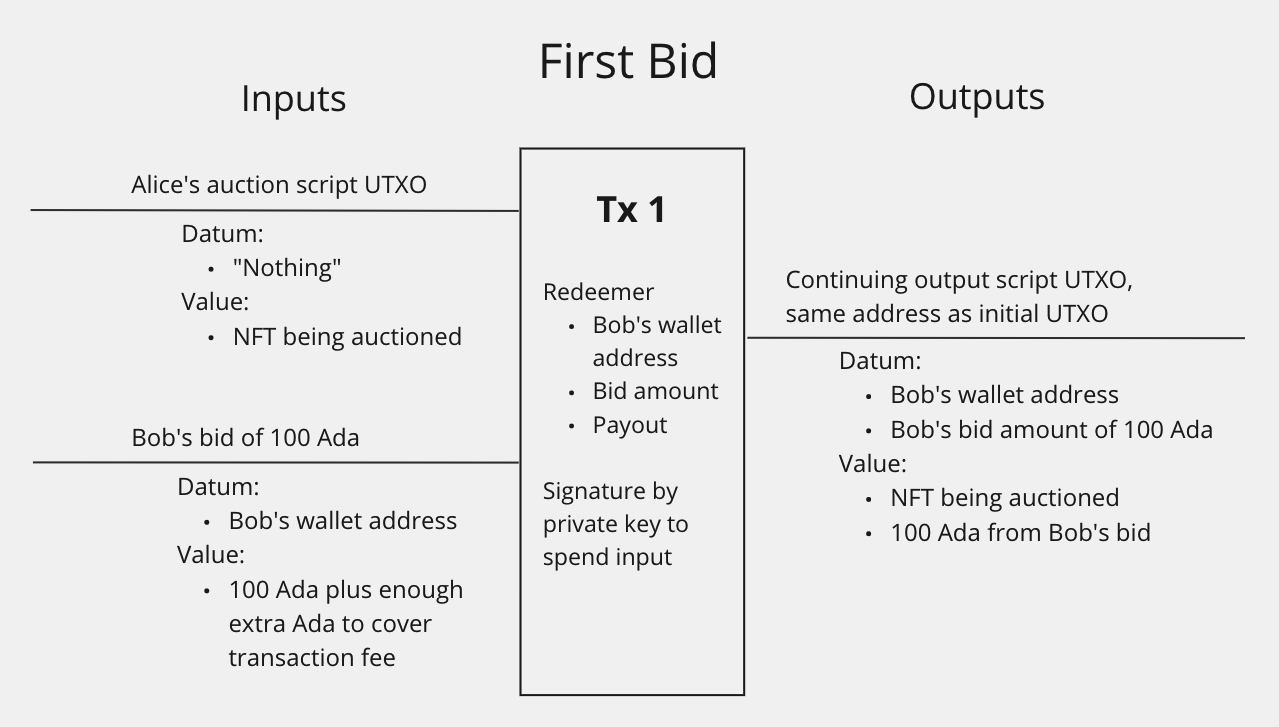 First Bid
Inputs
Outputs
Alice's auction script UTXO
Datum:
• "Nothing"
Value:
• NFT being auctioned
Bob's bid of 100 Ada
Datum:
• Bob's wallet address
Value:
• 100 Ada plus enough
extra Ada to cover
transaction fee
Tx 1
Redeemer
• Bob's wallet
address
• Bid amount
• Payout
Signature by
private key to
spend input
Continuing output script UTXO,
same address as initial UTXO
Datum:
• Bob's wallet address
• Bob's bid amount of 100 Ada
Value:
• NFT being auctioned
• 100 Ada from Bob's bid